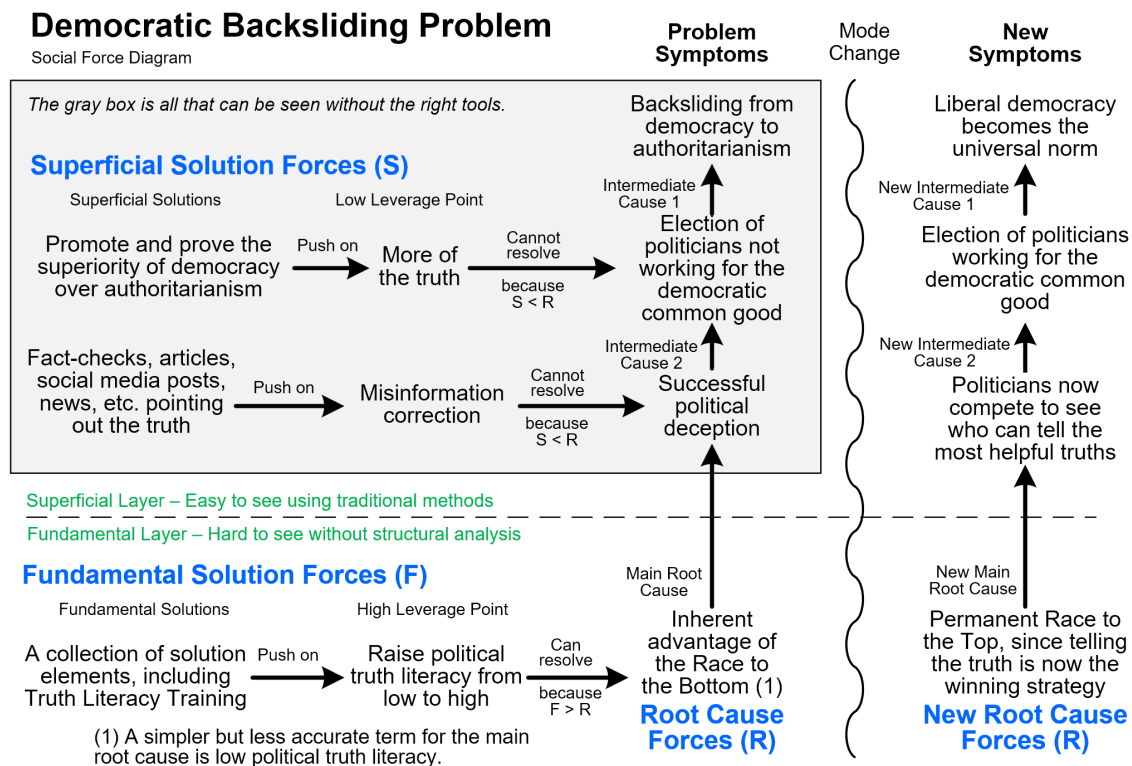 Democratic Backsliding Problem
Social Force Diagram
Problem
Symptoms
Mode
Change
New
Symptoms
The gray box is all that can be seen without the right tools.
Superficial Solution Forces (S)
Superficial Solutions
Low Leverage Point
Promote and prove the
superiority of democracy
over authoritarianism
Push on
More of
the truth
Cannot
resolve
because
S < R
Fact-checks, articles,
social media posts,
news, etc. pointing
out the truth
Push on
Misinformation
correction
Cannot
resolve
because
S < R
Backsliding from
democracy to
authoritarianism
Intermediate
Cause 1
Election of
politicians not
working for the
democratic
common good
Intermediate
Cause 2
Successful
political
deception
Liberal democracy
becomes the
universal norm
New Intermediate
Cause 1
Election of politicians
working for the
democratic common
good
New Intermediate
Cause 2
Politicians now
compete to see
who can tell the
most helpful truths
Superficial Layer – Easy to see using traditional methods
Fundamental Layer – Hard to see without structural analysis
Fundamental Solution Forces (F)
Fundamental Solutions
High Leverage Point
A collection of solution
elements, including
Truth Literacy Training
Push on
Raise political
truth literacy from
low to high
Can
resolve
because
F > R
Main Root
Cause
Inherent
advantage of
the Race to
the Bottom (1)
Root Cause
Forces (R)
New Main
Root Cause
Permanent Race to
the Top, since telling
the truth is now the
winning strategy
New Root Cause
Forces (R)
(1) A simpler but less accurate term for the main
root cause is low political truth literacy.